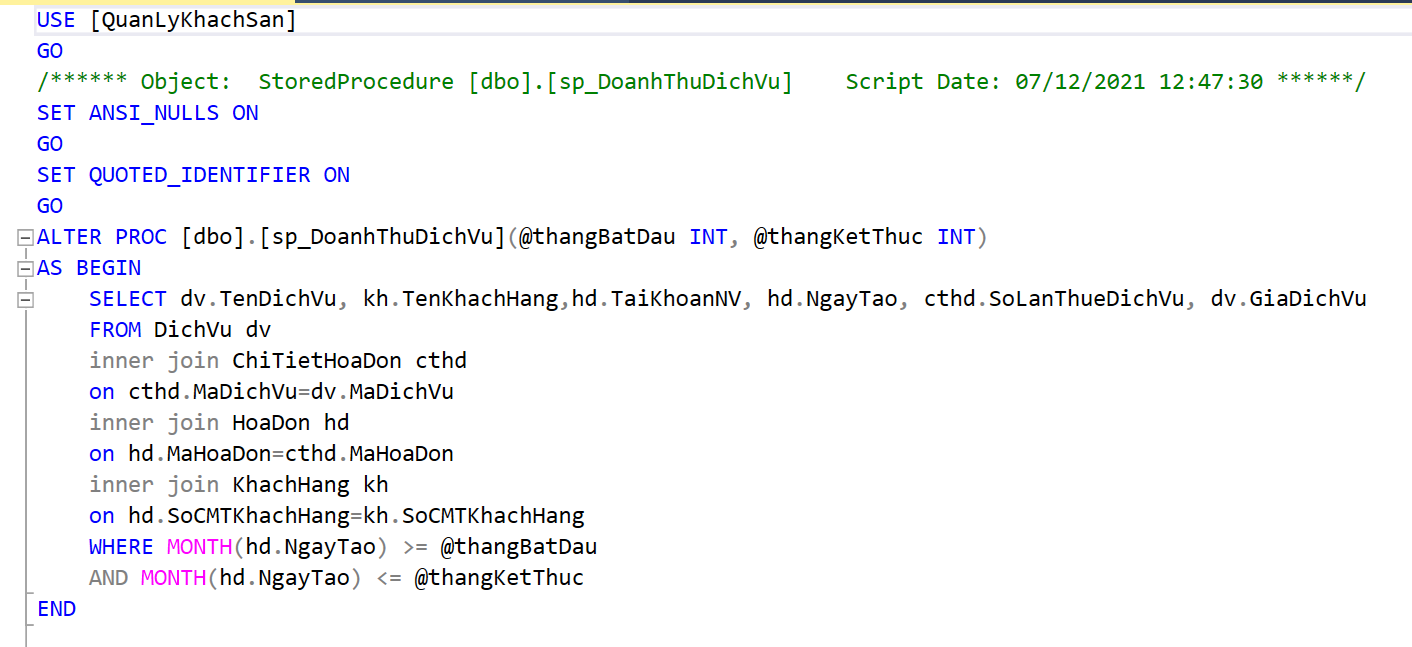 USE [QuanLyKhachSan]
GO
/****** Object:  StoredProcedure [dbo].[sp_DoanhThuDichVu]    Script Date: 07/12/2021 12:47:30 ******/
SET ANSI_NULLS ON
GO
SET QUOTED_IDENTIFIER ON
GO
ALTER PROC [dbo].[sp_DoanhThuDichVu](@thangBatDau INT, @thangKetThuc INT)
AS BEGIN
    SELECT dv.TenDichVu, kh.TenKhachHang,hd.TaiKhoanNV, hd.NgayTao, cthd.SoLanThueDichVu, dv.GiaDichVu
    FROM DichVu dv
    inner join ChiTietHoaDon cthd
    on cthd.MaDichVu=dv.MaDichVu
    inner join HoaDon hd
    on hd.MaHoaDon=cthd.MaHoaDon
    inner join KhachHang kh
    on hd.SoCMTKhachHang=kh.SoCMTKhachHang
    WHERE MONTH(hd.NgayTao) >= @thangBatDau
    AND MONTH(hd.NgayTao) <= @thangKetThuc
END